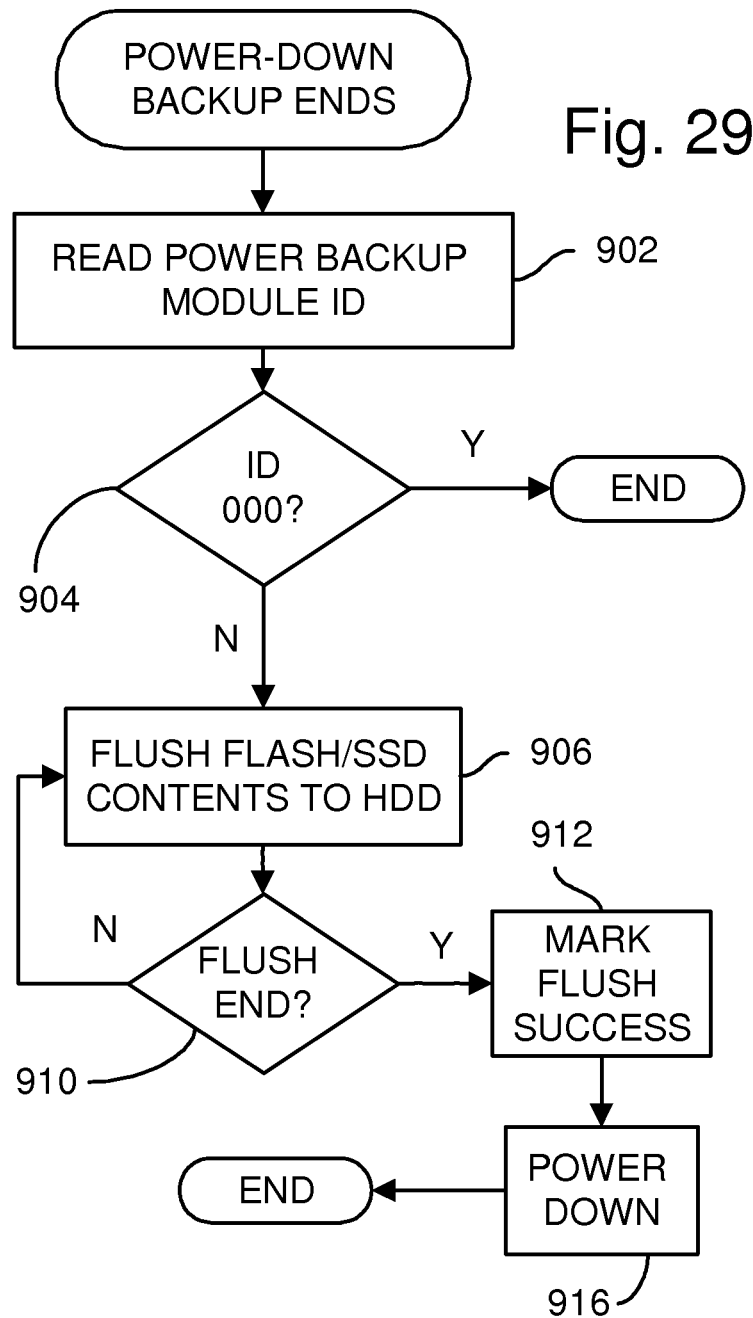 POWER-DOWN
BACKUP ENDS
Fig. 29
READ POWER BACKUP
MODULE ID
902
ID
000?
Y
END
904
N
FLUSH FLASH/SSD
CONTENTS TO HDD
906
912
N
FLUSH
END?
Y
MARK
FLUSH
SUCCESS
910
END
POWER
DOWN
916